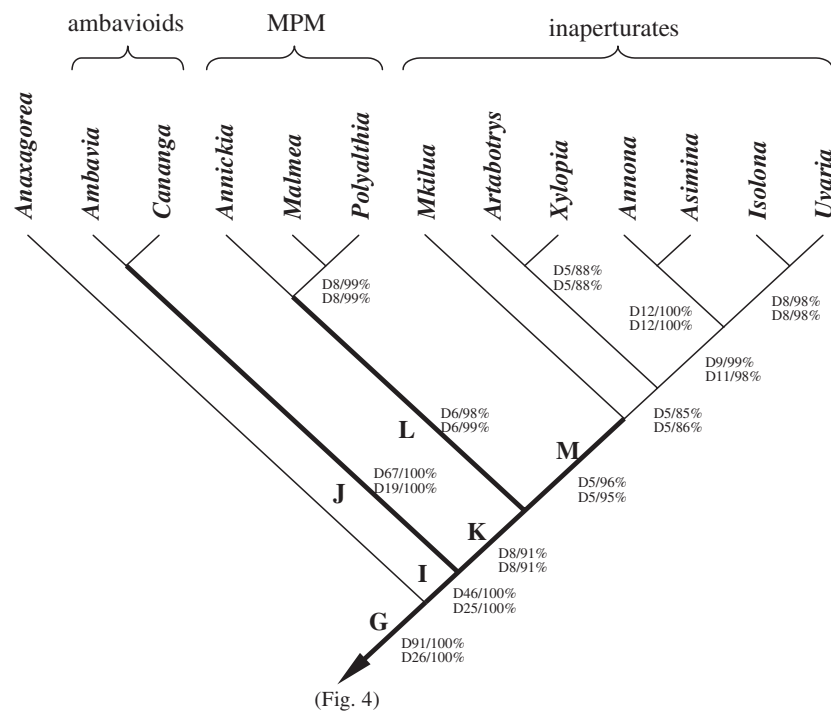 ambavioids
MPM
inaperturates
Anaxagorea
Ambavia
Cananga
Annickia
Malmea
Polyalthia
Mkilua
Artabotrys
Xylopia
Annona
Asimina
Isolona
Uvaria
D8/99%
D8/99%
D5/88%
D5/88%
D12/100%
D12/100%
D8/98%
D8/98%
D9/99%
D11/98%
L
D6/98%
D6/99%
D5/85%
D5/86%
M
J
D67/100%
D19/100%
D5/96%
D5/95%
K
D8/91%
D8/91%
I
D46/100%
D25/100%
G
D91/100%
D26/100%
(Fig. 4)